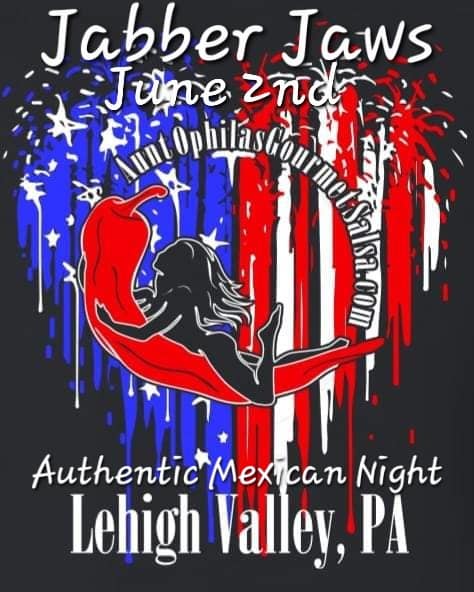 Jabber Jaws
June 2nd
AuntOphilasGourmetSalsa.com
Authentic Mexican Night
Lehigh Valley, PA